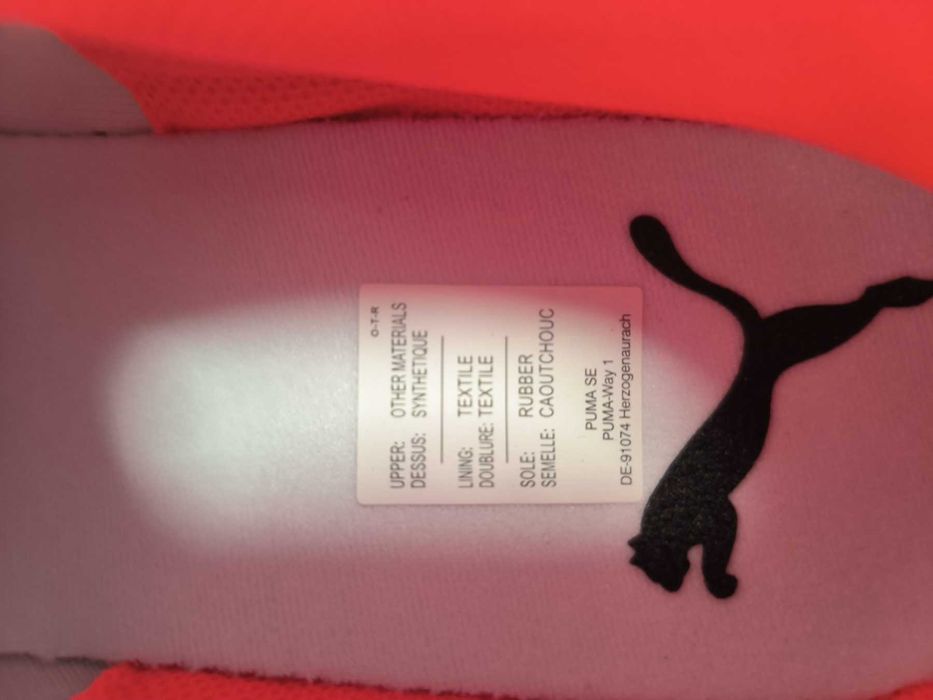 O-T-R
UPPER: OTHER MATERIALS
DESSUS: SYNTHETIQUE
LINING: TEXTILE
DOUBLURE: TEXTILE
SOLE: RUBBER
SEMELLE: CAOUTCHOUC
PUMA SE
PUMA-Way 1
DE-91074 Herzogenaurach